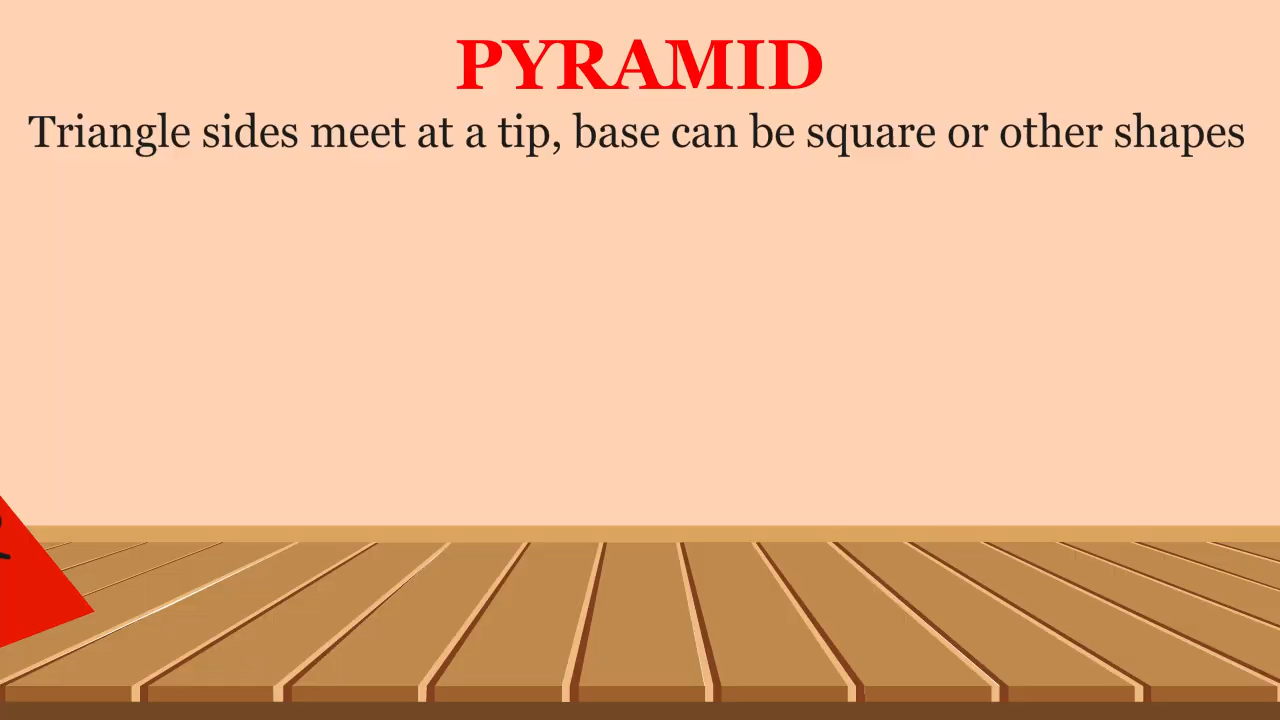 PYRAMID
Triangle sides meet at a tip, base can be square or other shapes